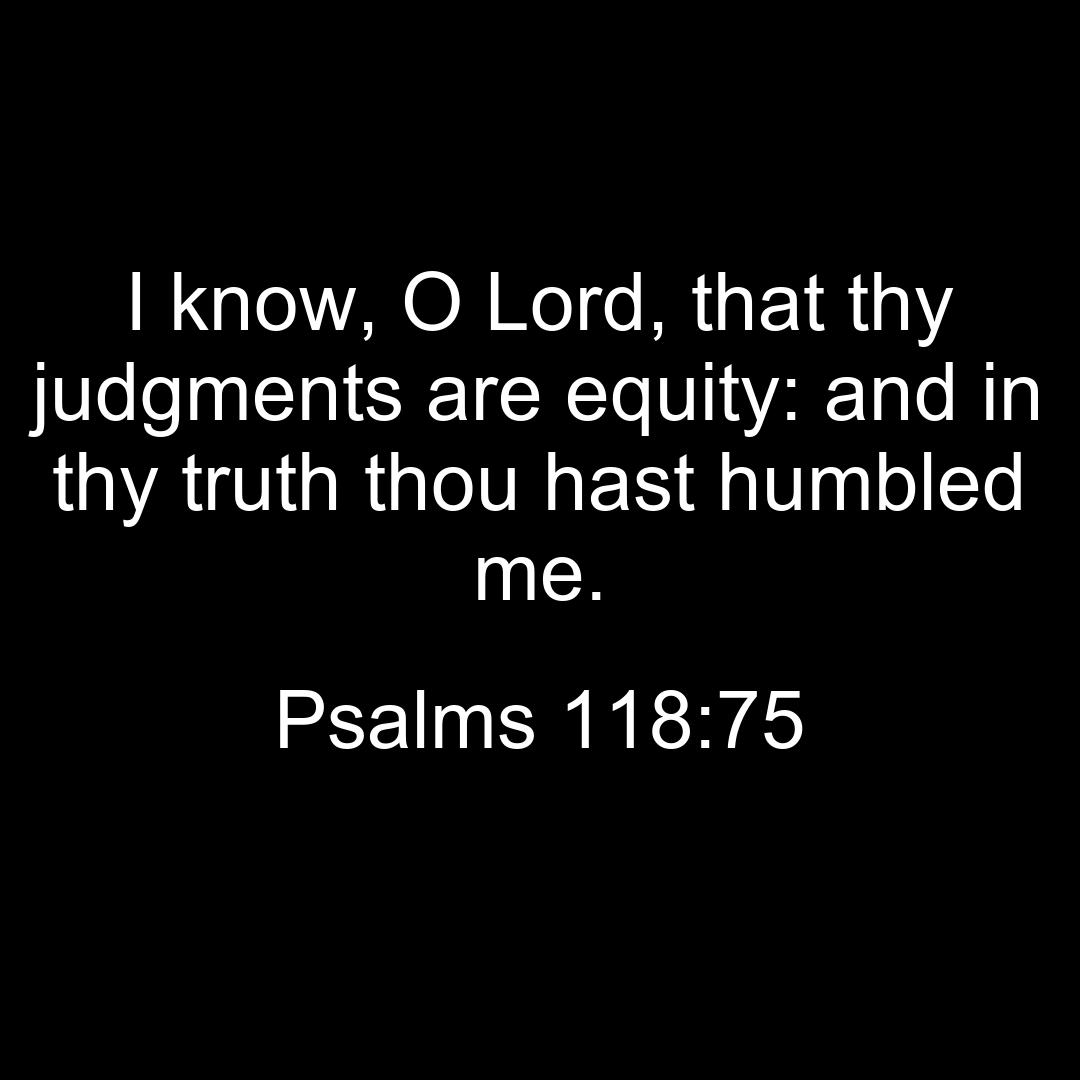 I know, O Lord, that thy
judgments are equity: and in
thy truth thou hast humbled
me.
Psalms 118:75